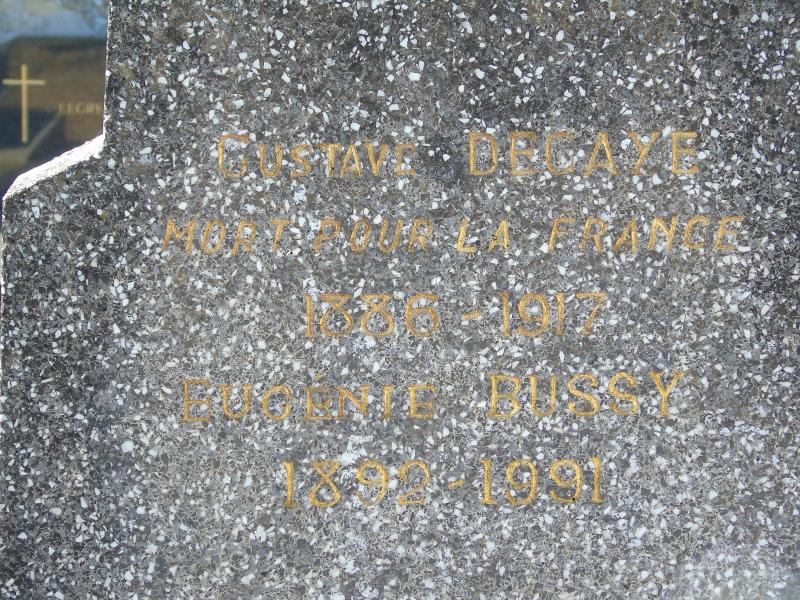 Gustave DECAYE
MORT POUR LA FRANCE
1886-1917
Eugénie BUSSY
1892-1991